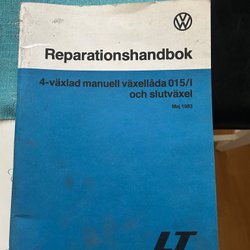 Reparationshandbok
4-växlad manuell växellåda 015/I
och slutväxel
Maj 1983
LT